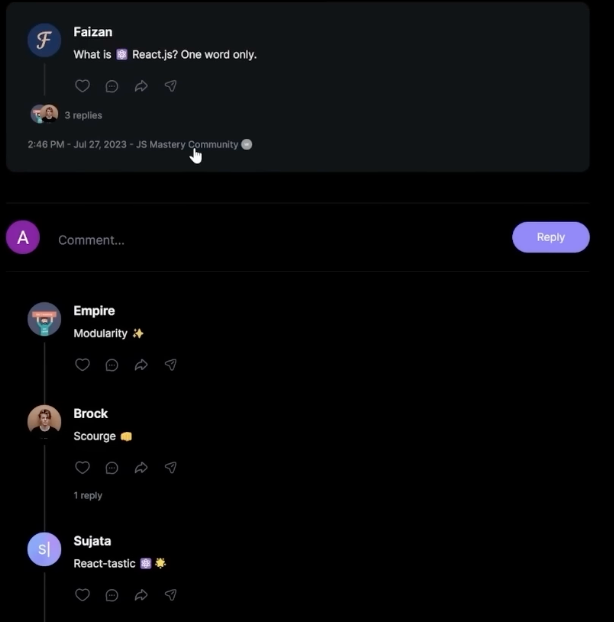 F
Faizan
What is ⚛️ React.js? One word only.
3 replies
2:46 PM - Jul 27, 2023 - JS Mastery Community
A
Comment...
Reply
Empire
Modularity ✨
Brock
Scourge 👊
1 reply
S|
Sujata
React-tastic ⚛️ 🌟